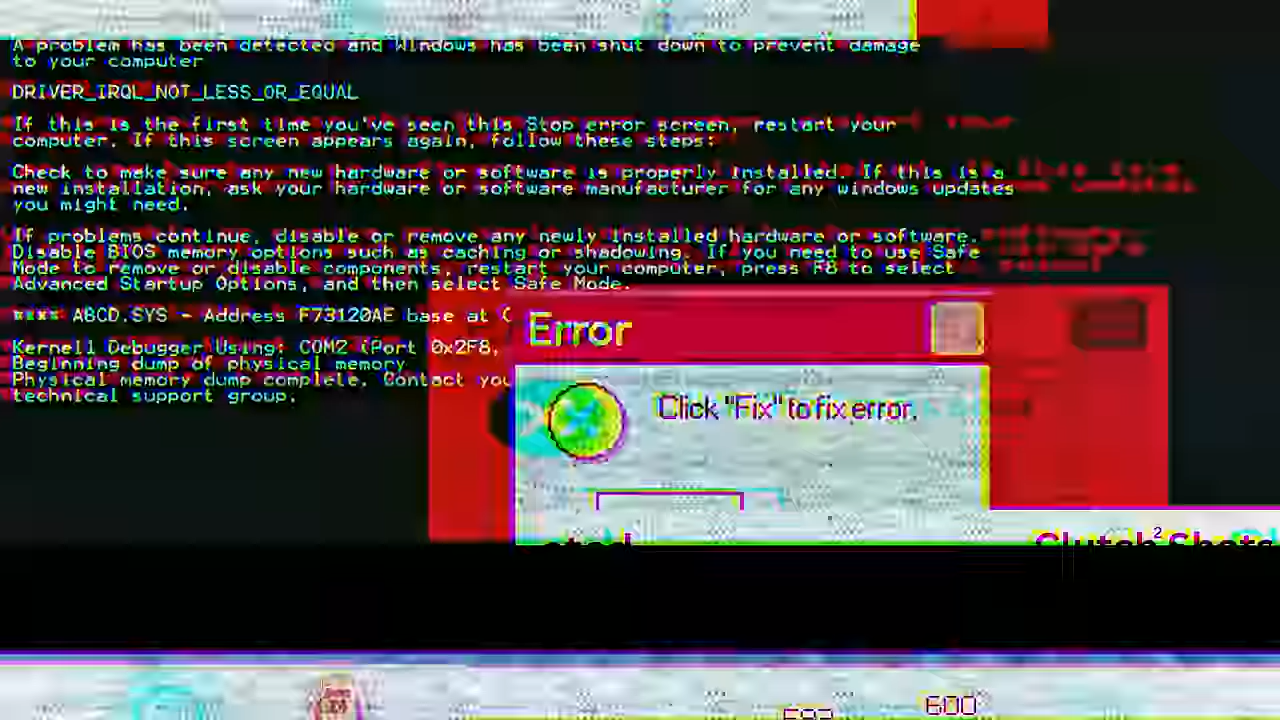 A problem has been detected and Windows has been shut down to prevent damage
to your computer
DRIVER_IRQL_NOT_LESS_OR_EQUAL
If this is the first time you've seen this Stop error screen, restart your
computer. If this screen appears again, follow these steps:
Check to make sure any new hardware or software is properly installed. If this is a
new installation, ask your hardware or software manufacturer for any windows updates
you might need.
If problems continue, disable or remove any newly installed hardware or software.
Disable BIOS memory options such as caching or shadowing. If you need to use Safe
Mode to remove or disable components, restart your computer, press F8 to select
Advanced Startup Options, and then select Safe Mode.
**** ABCD.SYS - Address F73120AE base at
Kernell Debugger Using: COM2 (Port 0x2F8,
Beginning dump of physical memory
Physical memory dump complete. Contact you
technical support group.
Error
Click "Fix" to fix error.
Clutch² Shots
600